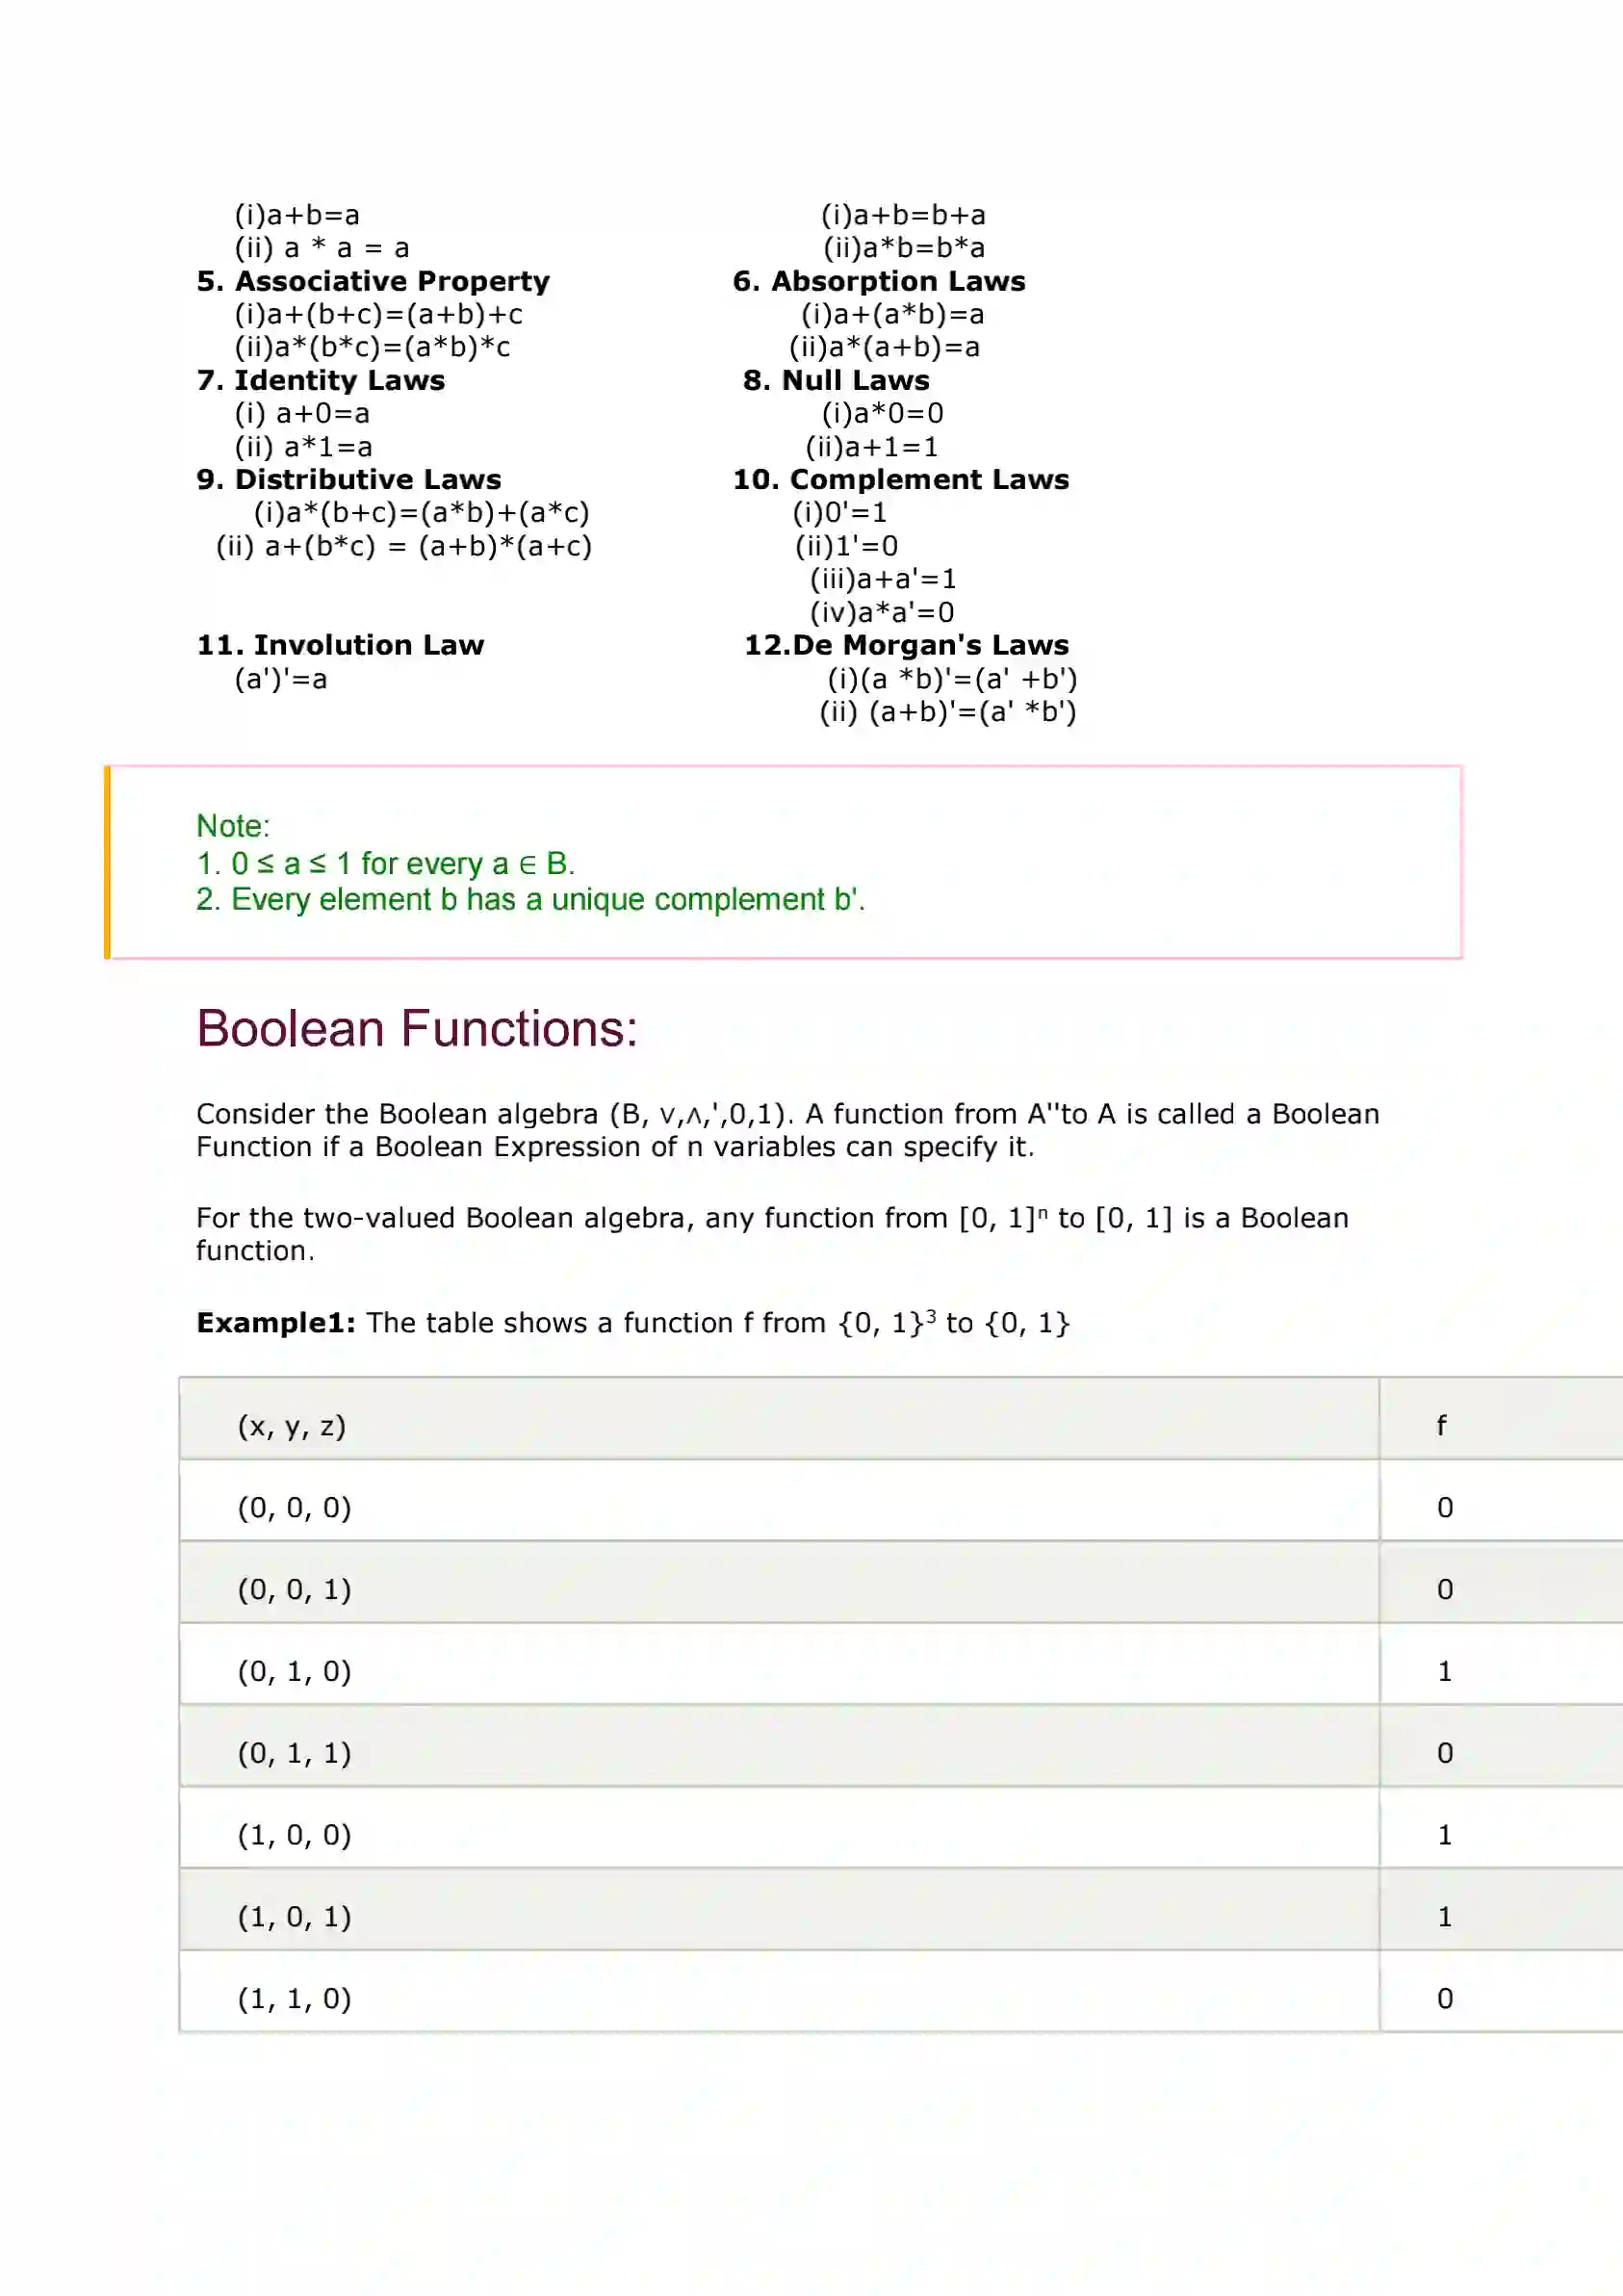 (i)a+b=a (i)a+b=b+a
(ii) a * a = a (ii)a*b=b*a
5. Associative Property 6. Absorption Laws
(i)a+(b+c)=(a+b)+c (i)a+(a*b)=a
(ii)a*(b*c)=(a*b)*c (ii)a*(a+b)=a
7. Identity Laws 8. Null Laws
(i) a+0=a (i)a*0=0
(ii) a*1=a (ii)a+1=1
9. Distributive Laws 10. Complement Laws
(i)a*(b+c)=(a*b)+(a*c) (i)0'=1
(ii) a+(b*c) = (a+b)*(a+c) (ii)1'=0
(iii)a+a'=1
(iv)a*a'=0
11. Involution Law 12.De Morgan's Laws
(a')'=a (i)(a *b)'=(a' +b')
(ii) (a+b)'=(a' *b')
Note:
1. 0 ≤ a ≤ 1 for every a ∈ B.
2. Every element b has a unique complement b'.
Boolean Functions:
Consider the Boolean algebra (B, ∨,∧,',0,1). A function from A''to A is called a Boolean
Function if a Boolean Expression of n variables can specify it.
For the two-valued Boolean algebra, any function from [0, 1]ⁿ to [0, 1] is a Boolean
function.
Example1: The table shows a function f from {0, 1}³ to {0, 1}
(x, y, z) f
(0, 0, 0) 0
(0, 0, 1) 0
(0, 1, 0) 1
(0, 1, 1) 0
(1, 0, 0) 1
(1, 0, 1) 1
(1, 1, 0) 0